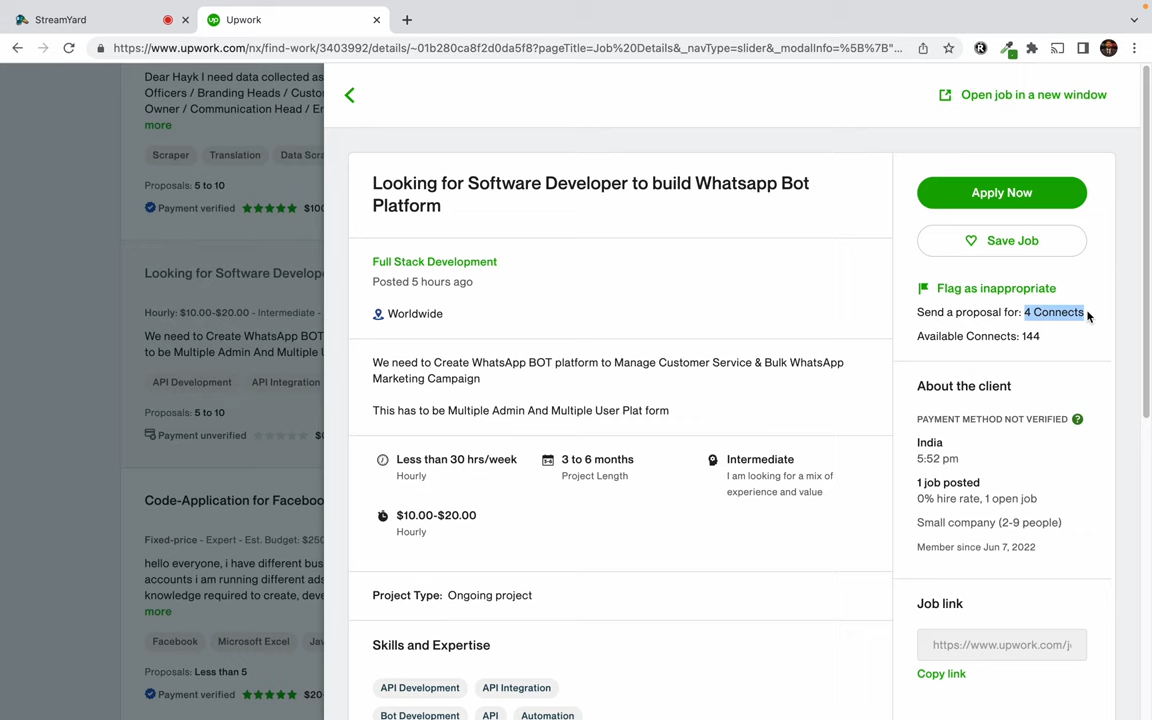 StreamYard
Upwork
https://www.upwork.com/nx/find-work/3403992/details/~01b280ca8f2d0da5f8?pageTitle=Job%20Details&_navType=slider&_modalInfo=%5B%7B"...
Dear Hayk I need data collected as
Officers / Branding Heads / Custo
Owner / Communication Head / Er
more
Scraper Translation Data Scra
Proposals: 5 to 10
Payment verified $100
Looking for Software Develope
Hourly: $10.00-$20.00 - Intermediate -
We need to Create WhatsApp BOT
to be Multiple Admin And Multiple U
API Development API Integration
Proposals: 5 to 10
Payment unverified $0
Code-Application for Facebook
Fixed-price - Expert - Est. Budget: $250
hello everyone, i have different bus
accounts i am running different ads
knowledge required to create, deve
more
Facebook Microsoft Excel Jav
Proposals: Less than 5
Payment verified $20
Open job in a new window
Looking for Software Developer to build Whatsapp Bot
Platform
Full Stack Development
Posted 5 hours ago
Worldwide
We need to Create WhatsApp BOT platform to Manage Customer Service & Bulk WhatsApp
Marketing Campaign
This has to be Multiple Admin And Multiple User Plat form
Less than 30 hrs/week
Hourly
3 to 6 months
Project Length
Intermediate
I am looking for a mix of
experience and value
$10.00-$20.00
Hourly
Project Type: Ongoing project
Skills and Expertise
API Development API Integration
Bot Development API Automation
Apply Now
Save Job
Flag as inappropriate
Send a proposal for: 4 Connects
Available Connects: 144
About the client
PAYMENT METHOD NOT VERIFIED ?
India
5:52 pm
1 job posted
0% hire rate, 1 open job
Small company (2-9 people)
Member since Jun 7, 2022
Job link
https://www.upwork.com/j
Copy link